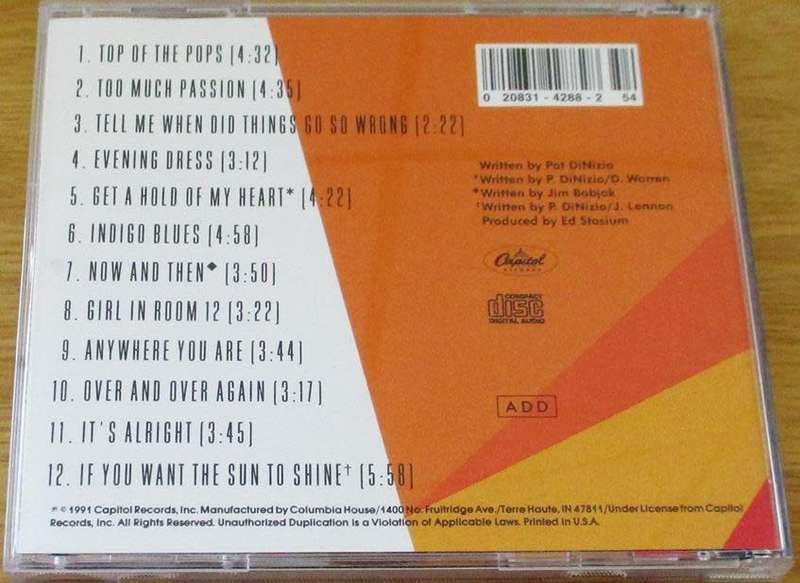 1. TOP OF THE POPS (4:32)
2. TOO MUCH PASSION (4:35)
3. TELL ME WHEN DID THINGS GO SO WRONG (2:22)
4. EVENING DRESS (3:12)
5. GET A HOLD OF MY HEART* (4:22)
6. INDIGO BLUES (4:58)
7. NOW AND THEN◆ (3:50)
8. GIRL IN ROOM 12 (3:22)
9. ANYWHERE YOU ARE (3:44)
10. OVER AND OVER AGAIN (3:17)
11. IT'S ALRIGHT (3:45)
12. IF YOU WANT THE SUN TO SHINE† (5:58)
0 20831 - 4288 - 2 54
Written by Pat DiNizio
*Written by P. DiNizio/D. Warren
◆Written by Jim Babjak
†Written by P. DiNizio/J. Lennon
Produced by Ed Stasium
Capitol
RECORDS
COMPACT
disc
DIGITAL AUDIO
ADD
℗ © 1991 Capitol Records, Inc. Manufactured by Columbia House/1400 No. Fruitridge Ave./Terre Haute, IN 47811/Under License from Capitol
Records, Inc. All Rights Reserved. Unauthorized Duplication is a Violation of Applicable Laws. Printed in U.S.A.